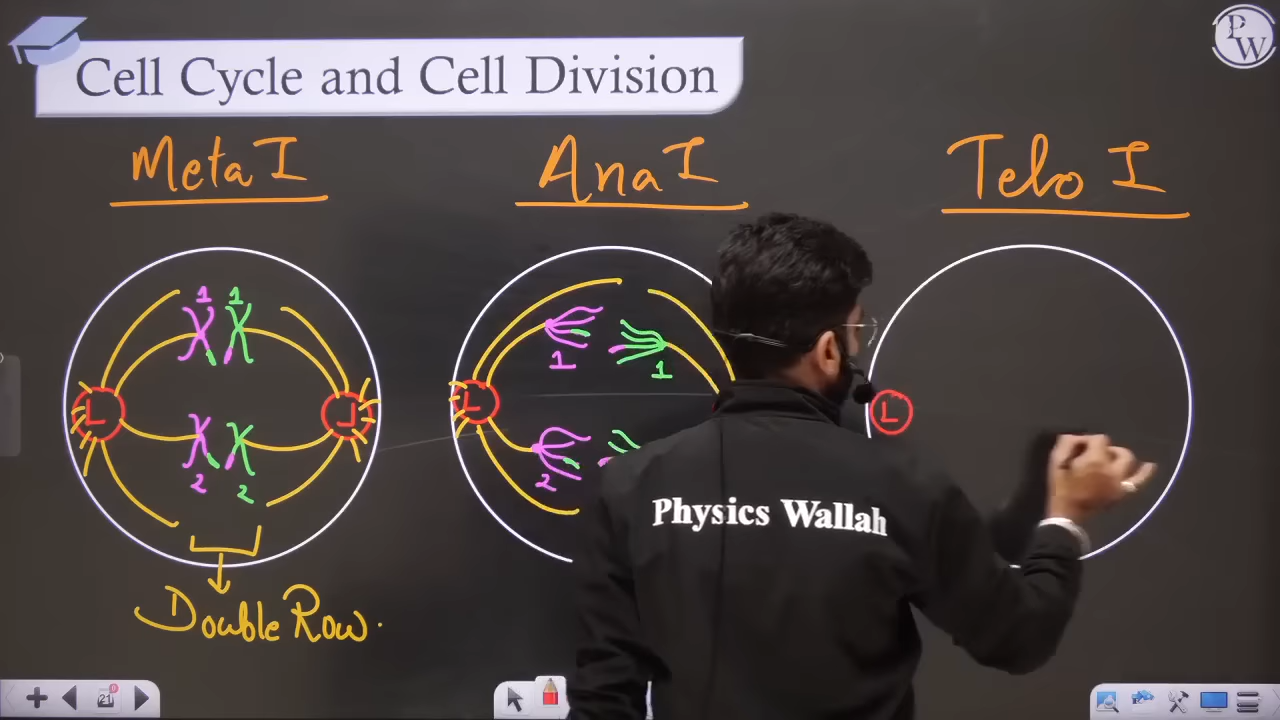 Cell Cycle and Cell Division
PW
Meta I
Ana I
Telo I
1 1
1
1
2 2
2
L
L
L
Physics Wallah
Double Row.
21